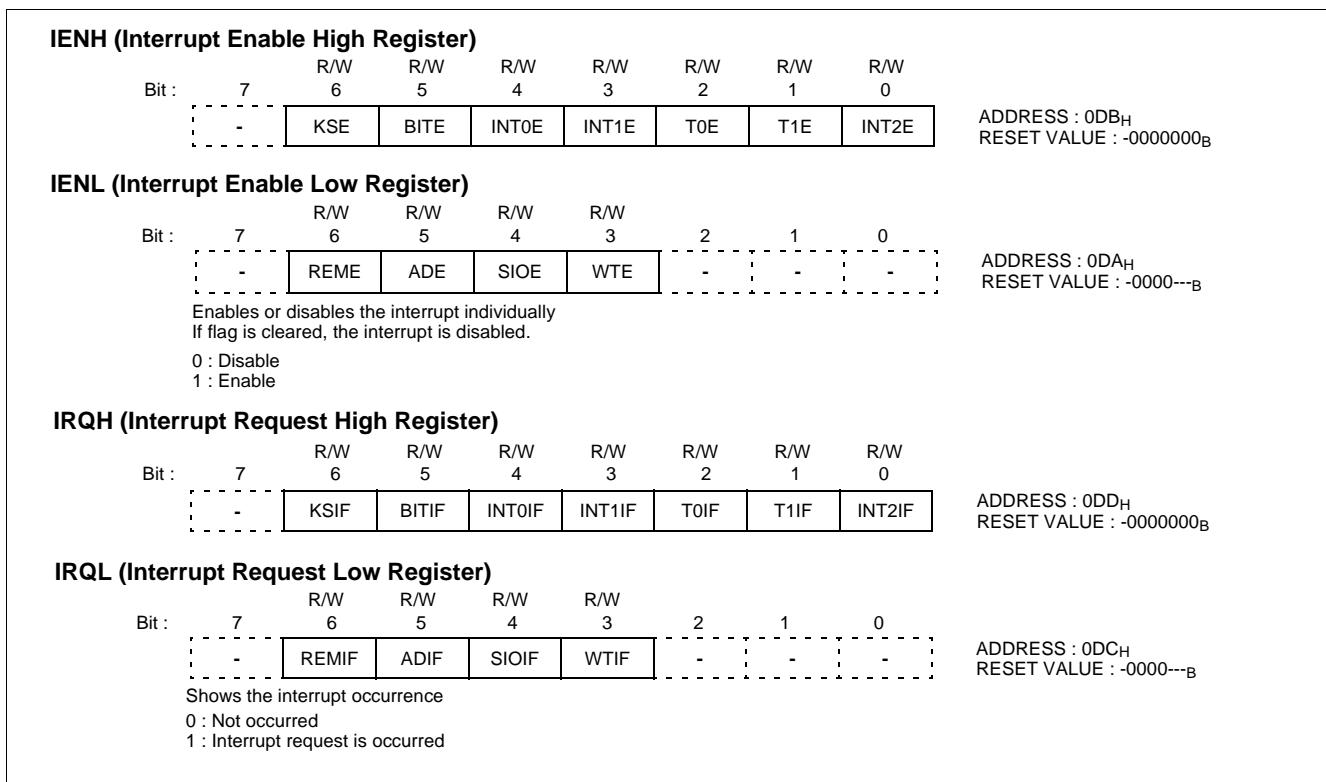 IENH (Interrupt Enable High Register)
R/W R/W R/W R/W R/W R/W R/W
Bit : 7 6 5 4 3 2 1 0
- KSE BITE INT0E INT1E T0E T1E INT2E
ADDRESS : 0DBH
RESET VALUE : -0000000B
IENL (Interrupt Enable Low Register)
R/W R/W R/W R/W
Bit : 7 6 5 4 3 2 1 0
- REME ADE SIOE WTE - - -
ADDRESS : 0DAH
RESET VALUE : -0000---B
Enables or disables the interrupt individually
If flag is cleared, the interrupt is disabled.
0 : Disable
1 : Enable
IRQH (Interrupt Request High Register)
R/W R/W R/W R/W R/W R/W R/W
Bit : 7 6 5 4 3 2 1 0
- KSIF BITIF INT0IF INT1IF T0IF T1IF INT2IF
ADDRESS : 0DDH
RESET VALUE : -0000000B
IRQL (Interrupt Request Low Register)
R/W R/W R/W R/W
Bit : 7 6 5 4 3 2 1 0
- REMIF ADIF SIOIF WTIF - - -
ADDRESS : 0DCH
RESET VALUE : -0000---B
Shows the interrupt occurrence
0 : Not occurred
1 : Interrupt request is occurred